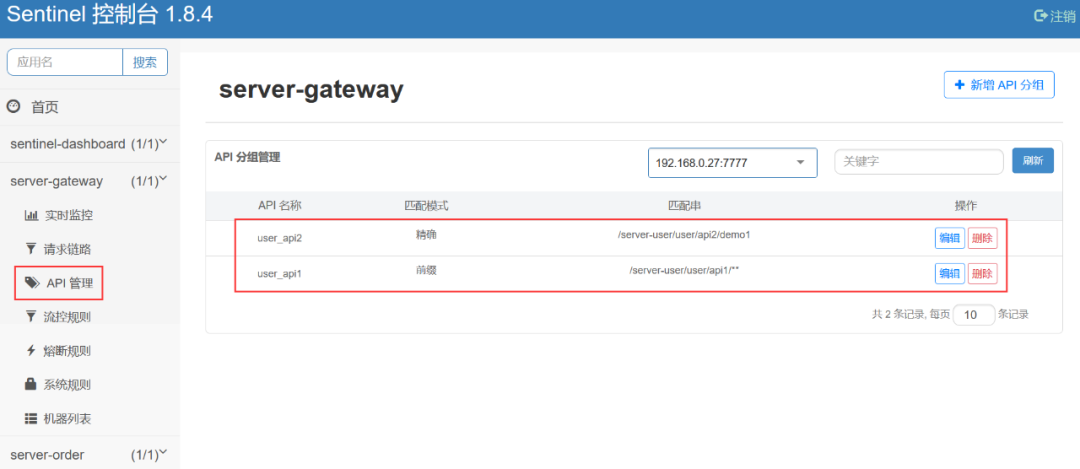 Sentinel 控制台 1.8.4
注销
应用名
搜索
首页
sentinel-dashboard (1/1)
server-gateway (1/1)
实时监控
请求链路
API 管理
流控规则
熔断规则
系统规则
机器列表
server-order (1/1)
server-gateway
新增 API 分组
API 分组管理
192.168.0.27:7777
关键字
刷新
API 名称 匹配模式 匹配串 操作
user_api2 精确 /server-user/user/api2/demo1 编辑 删除
user_api1 前缀 /server-user/user/api1/** 编辑 删除
共 2 条记录, 每页 10 条记录